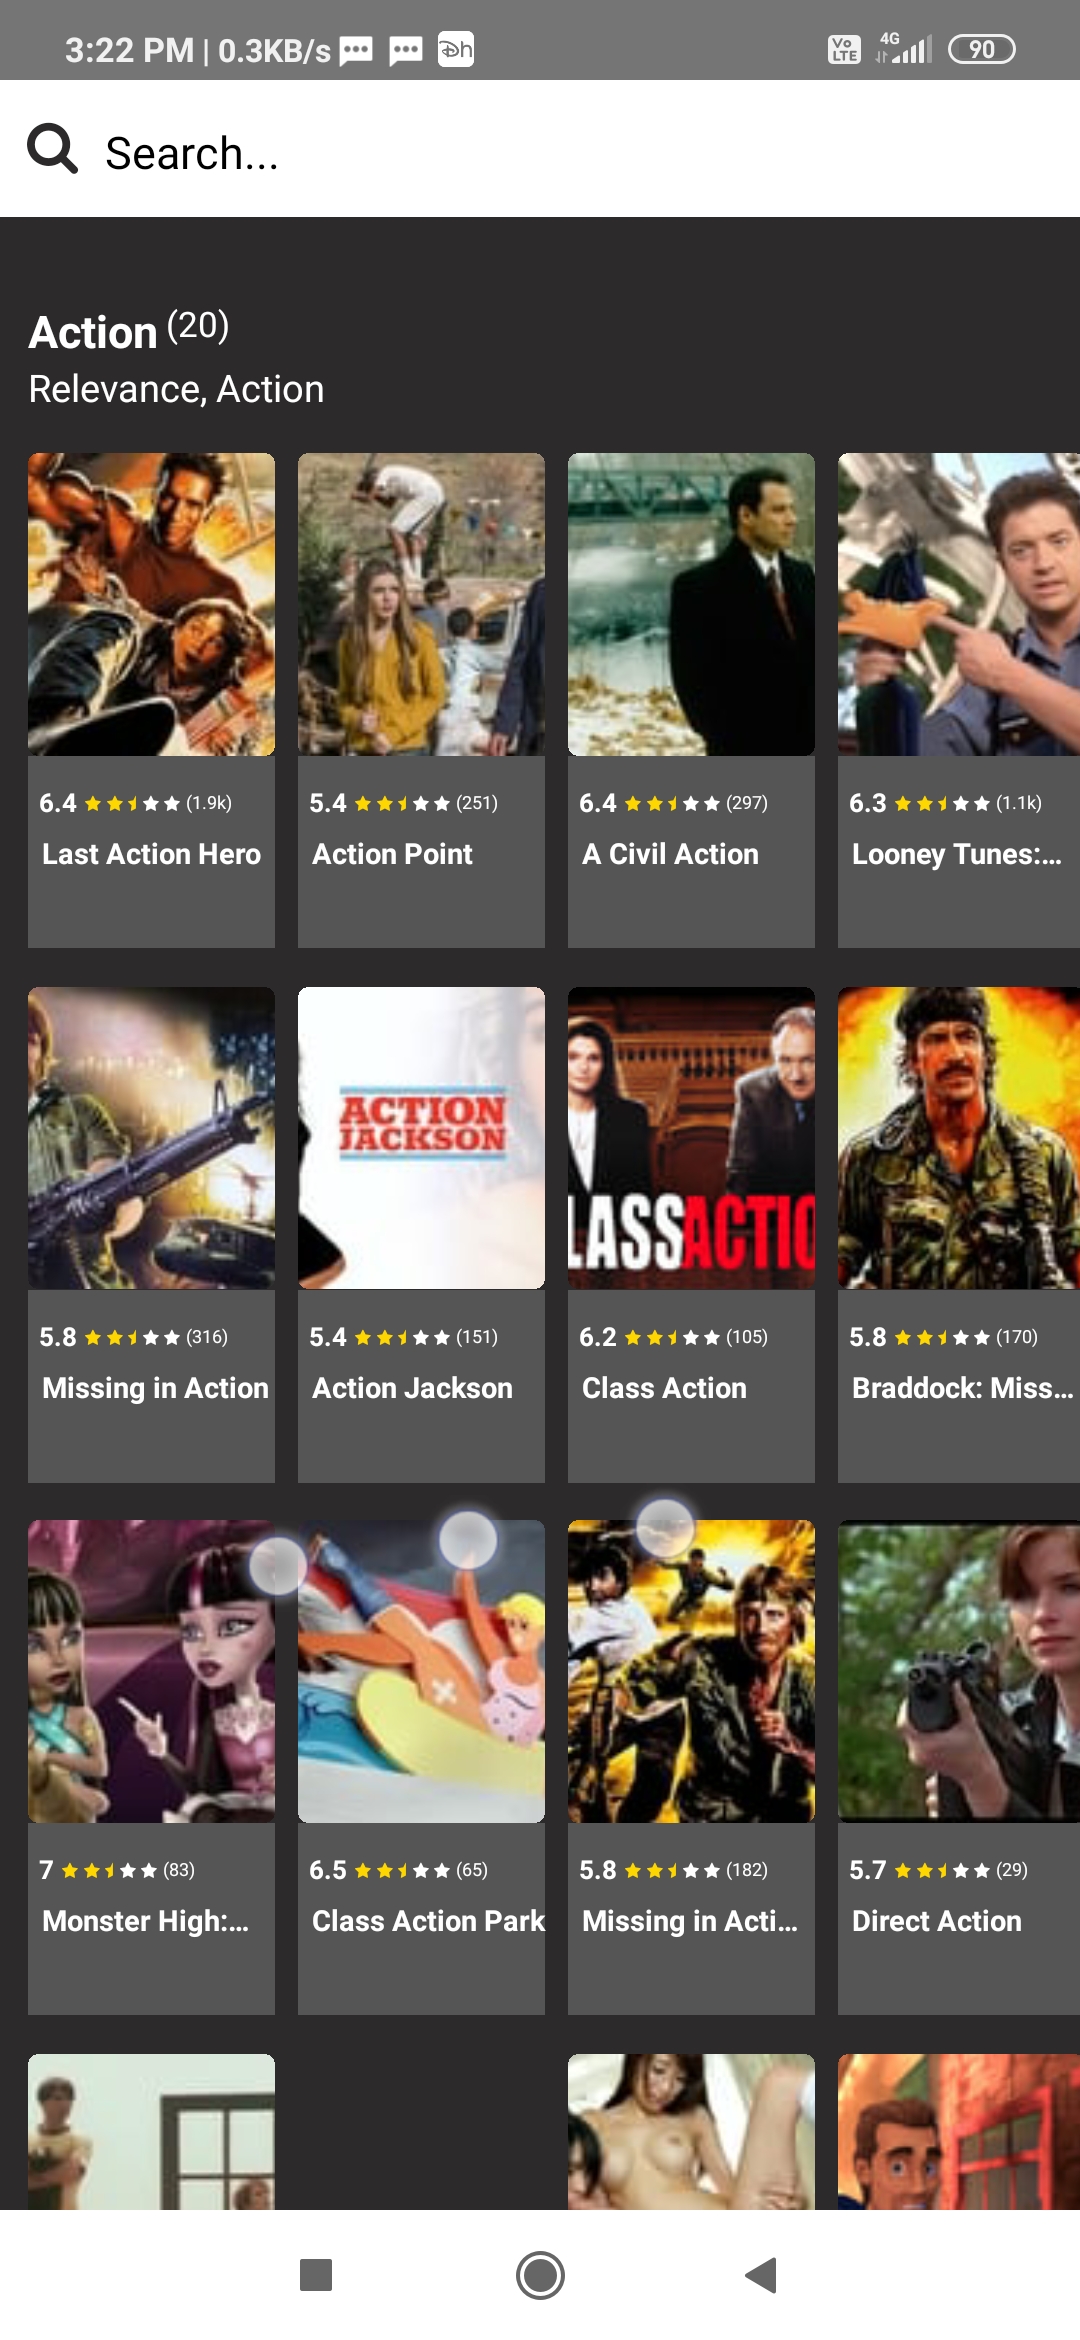 3:22 PM | 0.3KB/s
Dh
Vo
LTE
4G
90
Search...
Action (20)
Relevance, Action
6.4 (1.9k)
Last Action Hero
5.4 (251)
Action Point
6.4 (297)
A Civil Action
6.3 (1.1k)
Looney Tunes:...
ACTION
JACKSON
LASSACTIO
5.8 (316)
Missing in Action
5.4 (151)
Action Jackson
6.2 (105)
Class Action
5.8 (170)
Braddock: Miss...
7 (83)
Monster High:...
6.5 (65)
Class Action Park
5.8 (182)
Missing in Acti...
5.7 (29)
Direct Action